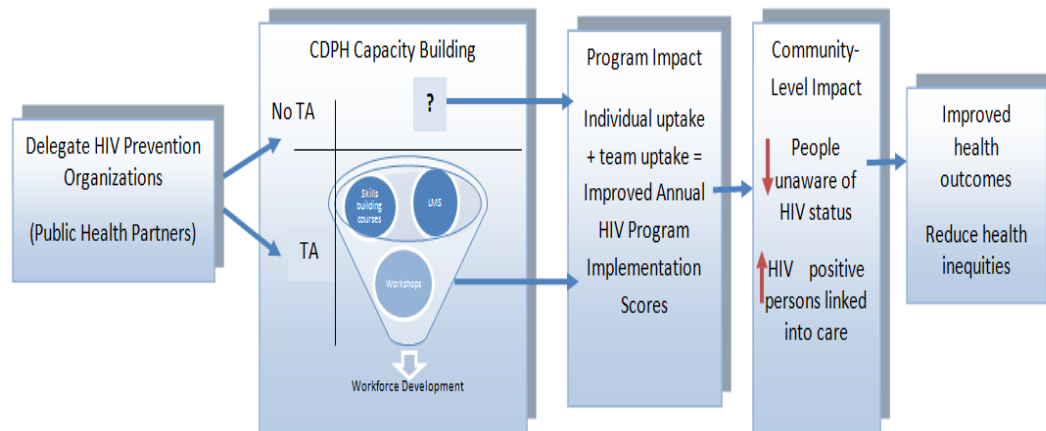 Delegate HIV Prevention
Organizations
(Public Health Partners)
CDPH Capacity Building
No TA
?
TA
Skills
building
courses
LMS
Workshops
Workforce Development
Program Impact
Individual uptake
+ team uptake =
Improved Annual
HIV Program
Implementation
Scores
Community-
Level Impact
People
unaware of
HIV status
HIV positive
persons linked
into care
Improved
health
outcomes
Reduce health
inequities